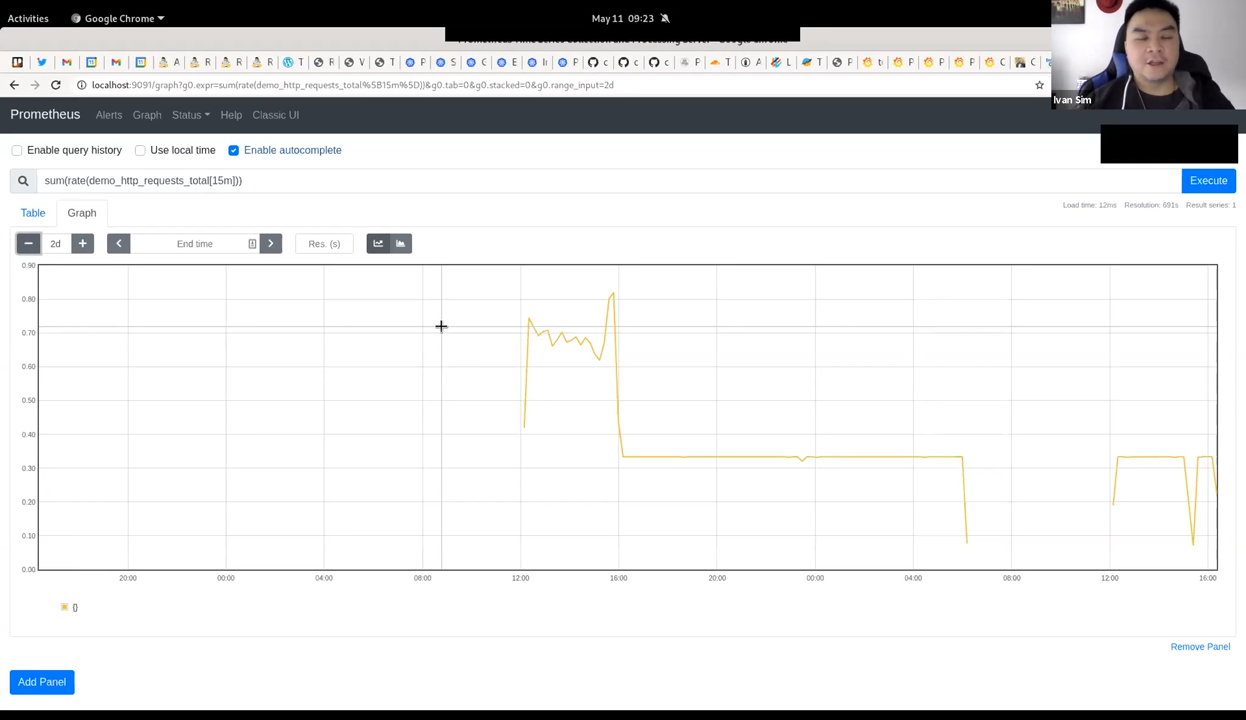 Activities
Google Chrome
May 11 09:23
A
R
R
R
R
T
R
V
T
P
S
C
E
I
P
c
c
c
P
T
A
L
T
P
t
P
P
P
C
C
localhost:9091/graph?g0.expr=sum(rate(demo_http_requests_total%5B15m%5D))&g0.tab=0&g0.stacked=0&g0.range_input=2d
Ivan Sim
Prometheus Alerts Graph Status Help Classic UI
Enable query history Use local time Enable autocomplete
sum(rate(demo_http_requests_total[15m]))
Execute
Load time: 12ms Resolution: 691s Result series: 1
Table Graph
2d End time Res. (s)
0.90
0.80
0.70
0.60
0.50
0.40
0.30
0.20
0.10
0.00
20:00 00:00 04:00 08:00 12:00 16:00 20:00 00:00 04:00 08:00 12:00 16:00
{}
Remove Panel
Add Panel